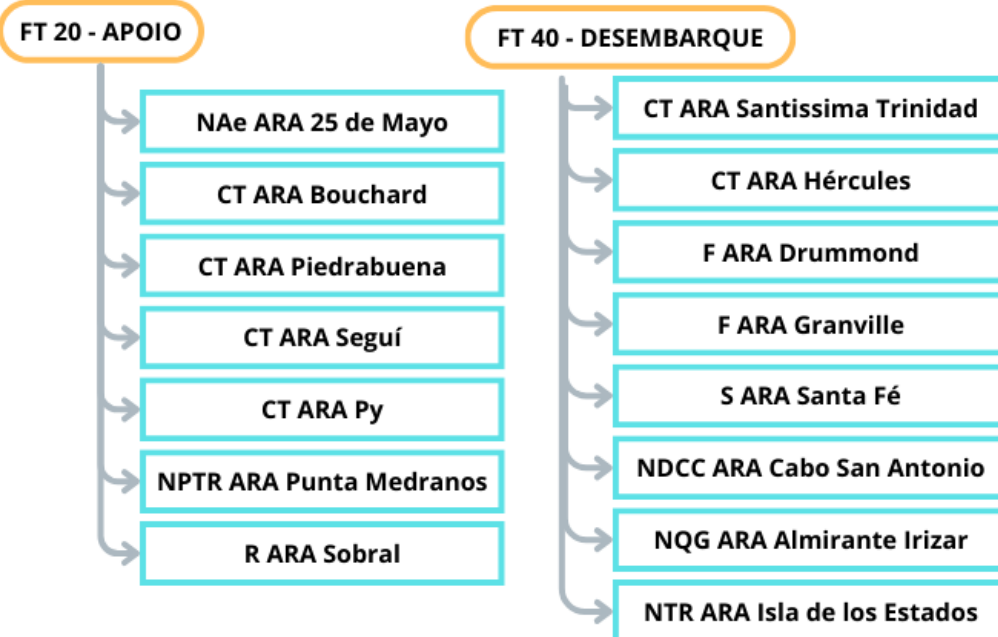 FT 20 - APOIO
NAe ARA 25 de Mayo
CT ARA Bouchard
CT ARA Piedrabuena
CT ARA Seguí
CT ARA Py
NPTR ARA Punta Medranos
R ARA Sobral
FT 40 - DESEMBARQUE
CT ARA Santissima Trinidad
CT ARA Hércules
F ARA Drummond
F ARA Granville
S ARA Santa Fé
NDCC ARA Cabo San Antonio
NQG ARA Almirante Irizar
NTR ARA Isla de los Estados